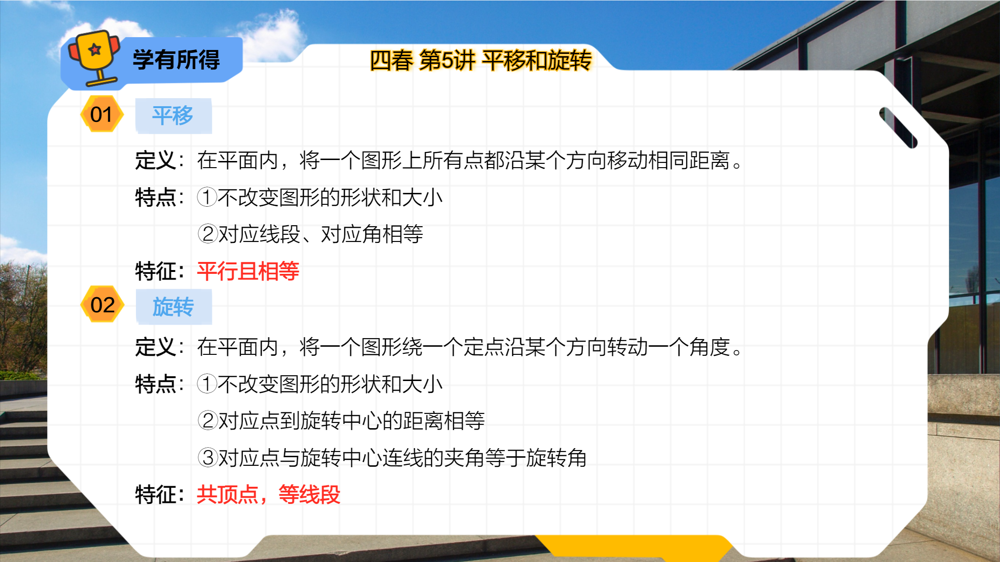 学有所得
四春 第5讲 平移和旋转
01 平移
定义：在平面内，将一个图形上所有点都沿某个方向移动相同距离。
特点：①不改变图形的形状和大小
②对应线段、对应角相等
特征：平行且相等
02 旋转
定义：在平面内，将一个图形绕一个定点沿某个方向转动一个角度。
特点：①不改变图形的形状和大小
②对应点到旋转中心的距离相等
③对应点与旋转中心连线的夹角等于旋转角
特征：共顶点，等线段